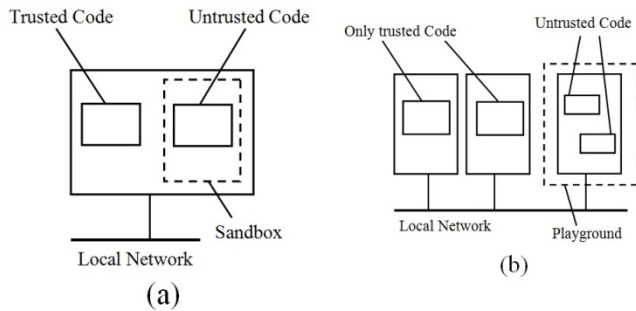 Trusted Code
Untrusted Code
Sandbox
Local Network
(a)
Only trusted Code
Untrusted Code
Local Network
Playground
(b)